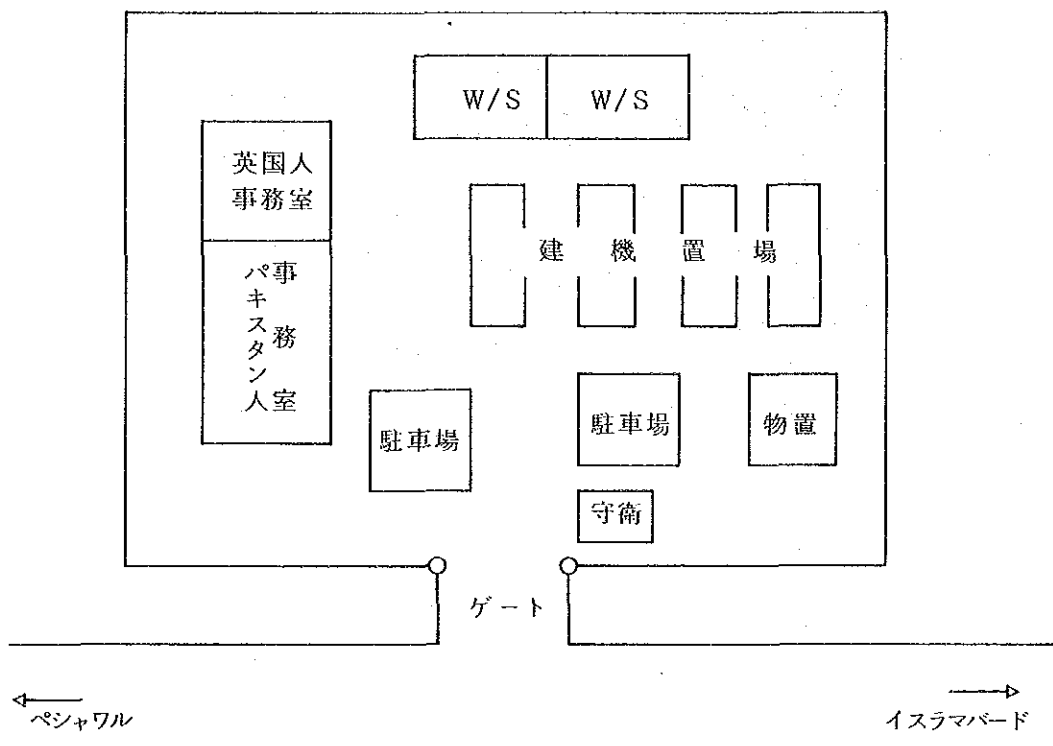 W/S
W/S
英国人
事務室
パキスタン人
事務室
建機置場
駐車場
駐車場
物置
守衛
ゲート
ペシャワル
イスラマバード